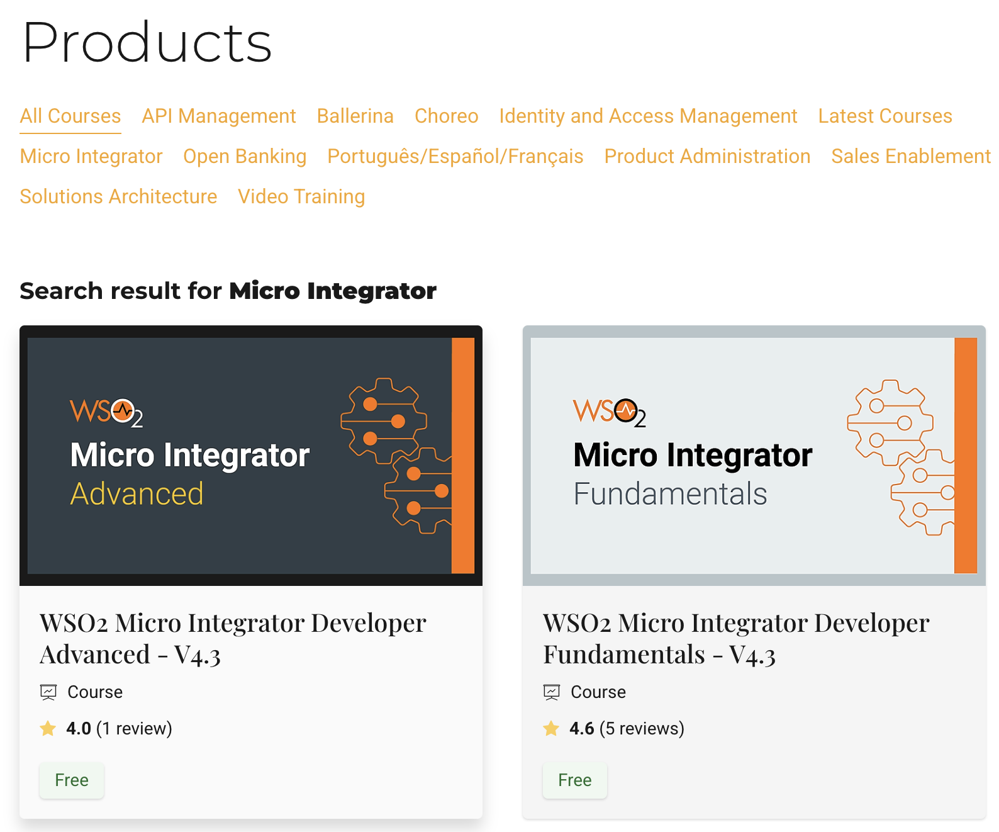 Products
All Courses API Management Ballerina Choreo Identity and Access Management Latest Courses
Micro Integrator Open Banking Português/Español/Français Product Administration Sales Enablement
Solutions Architecture Video Training
Search result for Micro Integrator
WSO2
Micro Integrator
Advanced
WSO2 Micro Integrator Developer
Advanced - V4.3
Course
4.0 (1 review)
Free
WSO2
Micro Integrator
Fundamentals
WSO2 Micro Integrator Developer
Fundamentals - V4.3
Course
4.6 (5 reviews)
Free